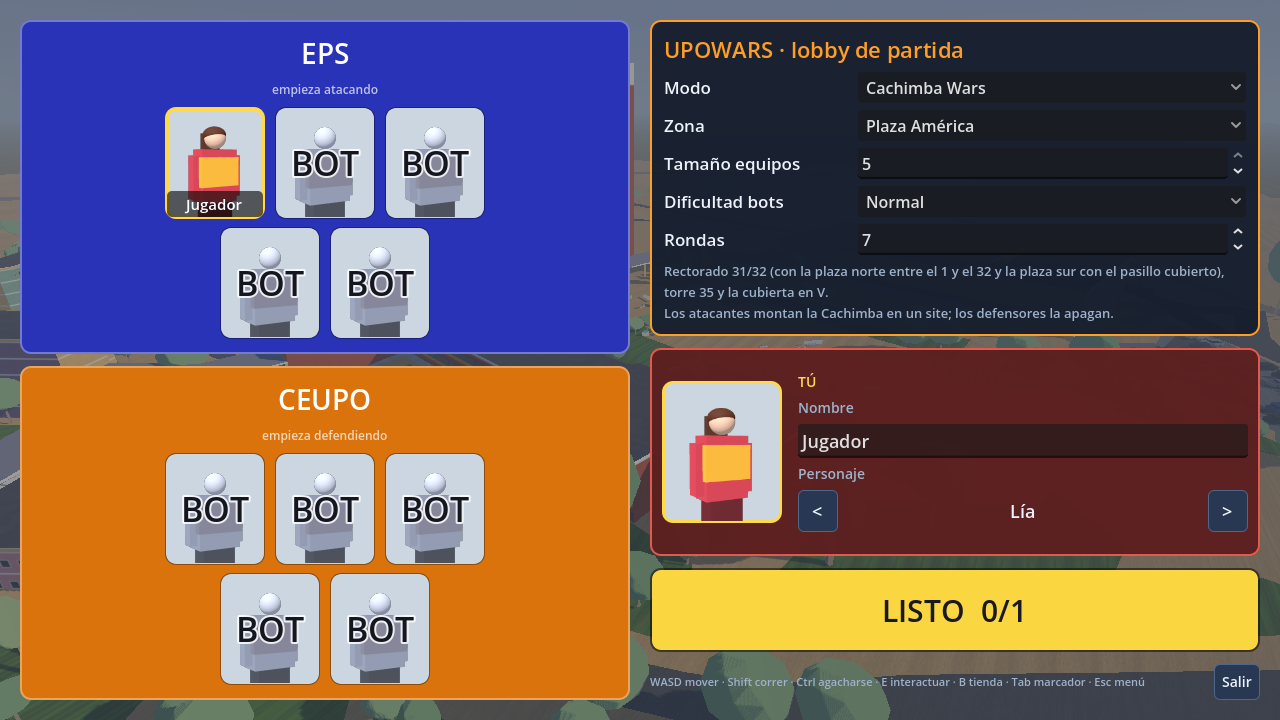 EPS
empieza atacando
Jugador
BOT
BOT
BOT
BOT
CEUPO
empieza defendiendo
BOT
BOT
BOT
BOT
BOT
UPOWARS · lobby de partida
Modo
Cachimba Wars
Zona
Plaza América
Tamaño equipos
5
Dificultad bots
Normal
Rondas
7
Rectorado 31/32 (con la plaza norte entre el 1 y el 32 y la plaza sur con el pasillo cubierto),
torre 35 y la cubierta en V.
Los atacantes montan la Cachimba en un site; los defensores la apagan.
TÚ
Nombre
Jugador
Personaje
<
Lía
>
LISTO 0/1
WASD mover · Shift correr · Ctrl agacharse · E interactuar · B tienda · Tab marcador · Esc menú
Salir